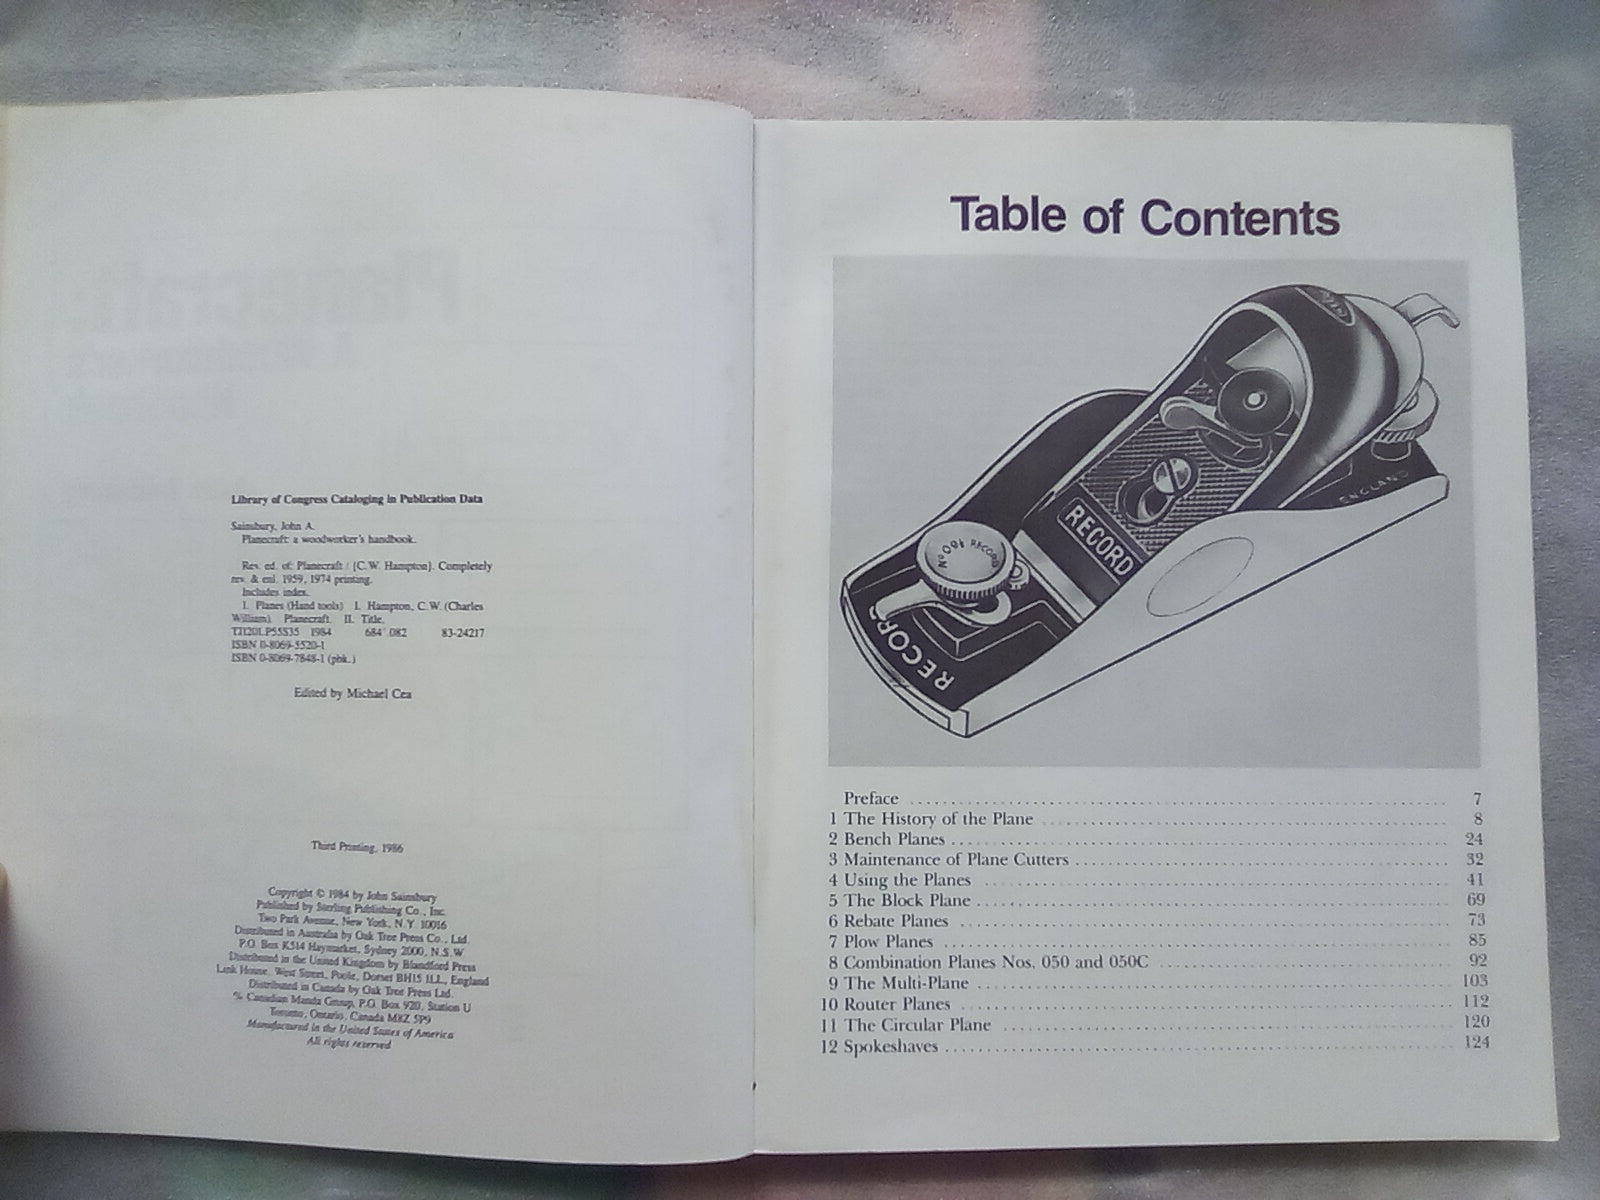 Library of Congress Cataloging in Publication Data
Sainsbury, John A.
Planecraft: a woodworker's handbook.
Rev. ed. of: Planecraft / [C.W. Hampton]. Completely
rev. & enl. 1959, 1974 printing.
Includes index.
1. Planes (Hand tools) I. Hampton, C.W. (Charles
William). Planecraft. II. Title.
TJ1201.P55S35 1984 684'.082 83-24217
ISBN 0-8069-5520-1
ISBN 0-8069-7848-1 (pbk.)
Edited by Michael Cea
Third Printing, 1986
Copyright © 1984 by John Sainsbury
Published by Sterling Publishing Co., Inc.
Two Park Avenue, New York, N.Y. 10016
Distributed in Australia by Oak Tree Press Co., Ltd.
P.O. Box K514 Haymarket, Sydney 2000, N.S.W.
Distributed in the United Kingdom by Blandford Press
Link House, West Street, Poole, Dorset BH15 1LL, England
Distributed in Canada by Oak Tree Press Ltd.
% Canadian Manda Group, P.O. Box 920, Station U
Toronto, Ontario, Canada M8Z 5P9
Manufactured in the United States of America
All rights reserved
Table of Contents
ENGLAND
RECORD
RECORD
RECORD
Preface 7
1 The History of the Plane 8
2 Bench Planes 24
3 Maintenance of Plane Cutters 32
4 Using the Planes 41
5 The Block Plane 69
6 Rebate Planes 73
7 Plow Planes 85
8 Combination Planes Nos. 050 and 050C 92
9 The Multi-Plane 103
10 Router Planes 112
11 The Circular Plane 120
12 Spokeshaves 124